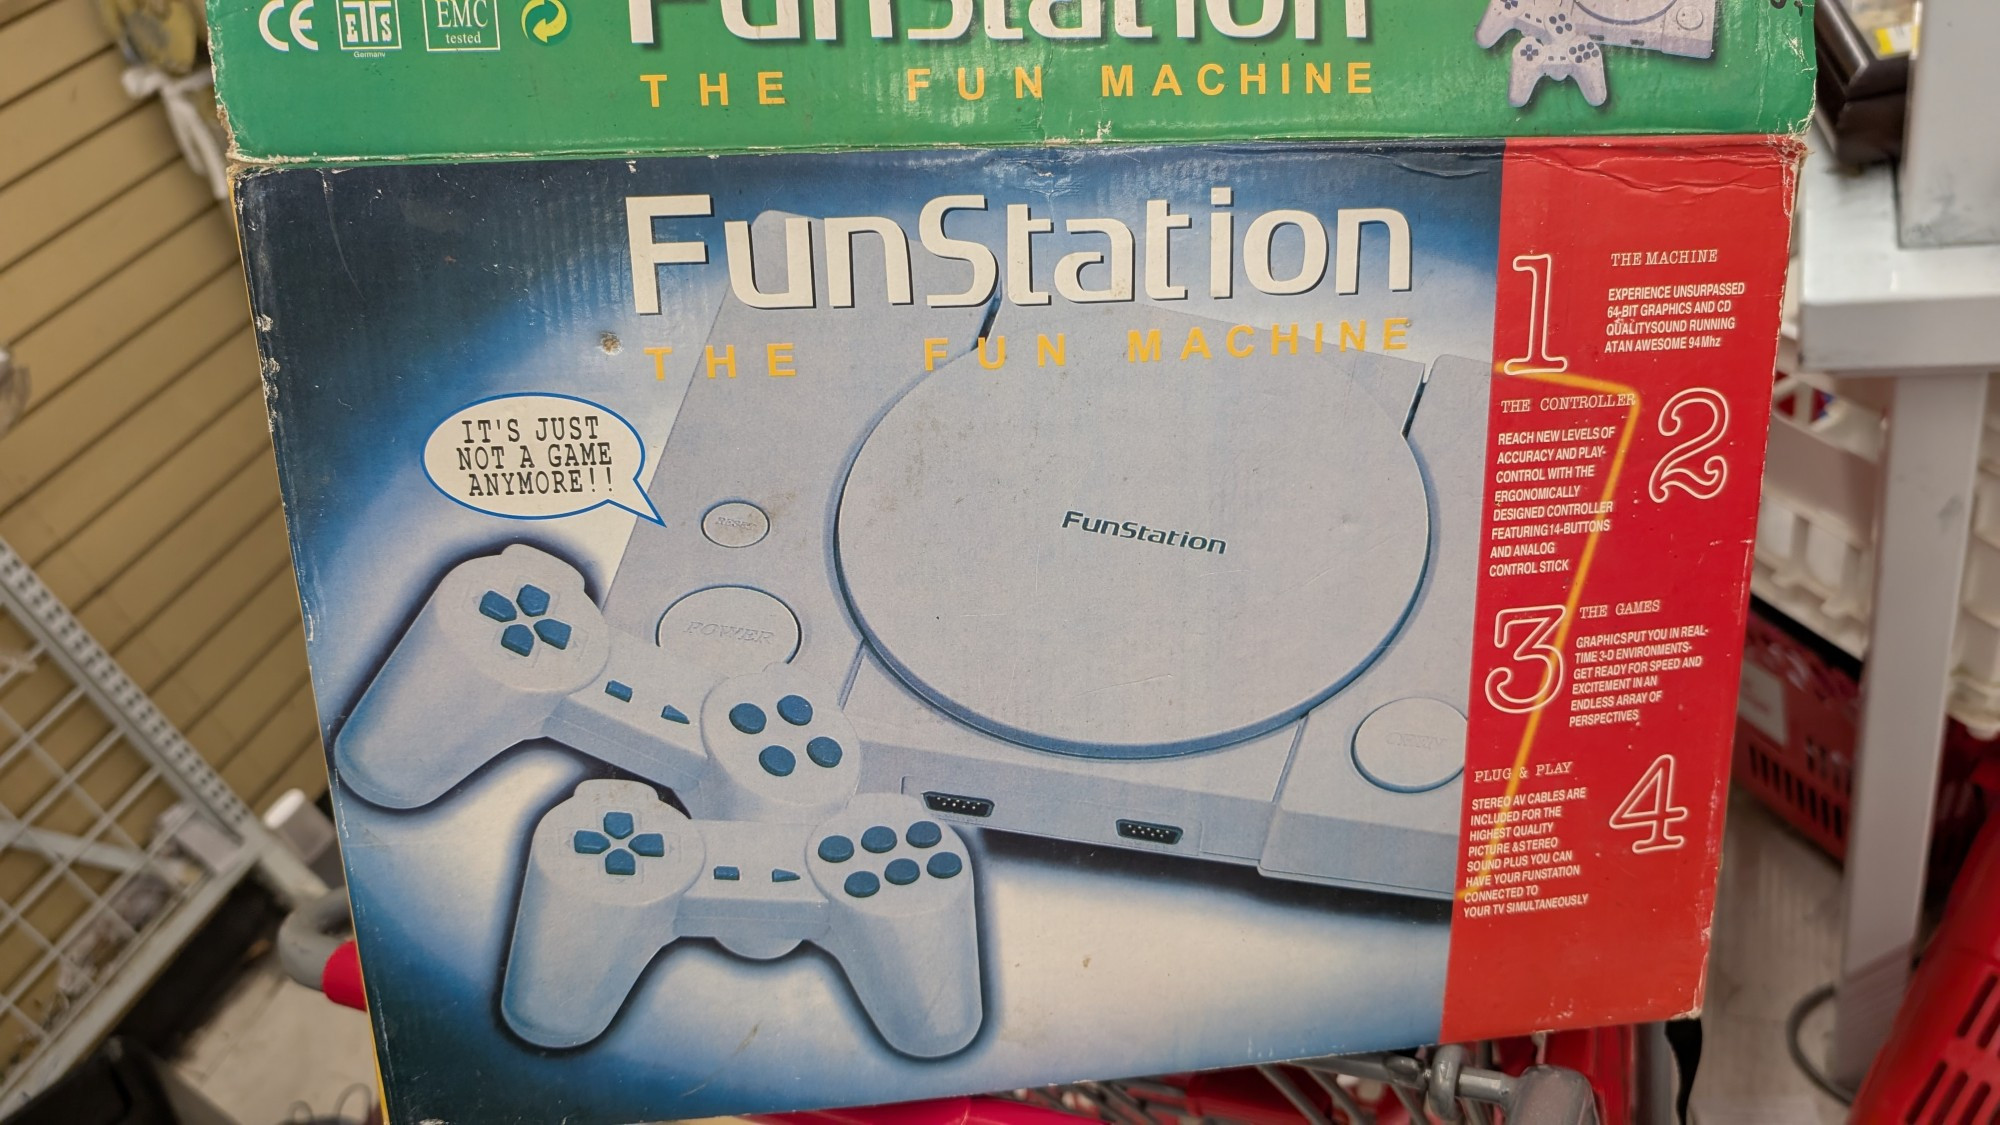 CE
ETS
Germany
EMC
tested
FunStation
THE FUN MACHINE
FunStation
THE FUN MACHINE
IT'S JUST
NOT A GAME
ANYMORE!!
POWER
FunStation
OPEN
1
THE MACHINE
EXPERIENCE UNSURPASSED
64-BIT GRAPHICS AND CD
QUALITYSOUND RUNNING
ATAN AWESOME 94Mhz
2
THE CONTROLLER
REACH NEW LEVELS OF
ACCURACY AND PLAY-
CONTROL WITH THE
ERGONOMICALLY
DESIGNED CONTROLLER
FEATURING 14-BUTTONS
AND ANALOG
CONTROL STICK
3
THE GAMES
GRAPHICSPUT YOU IN REAL-
TIME 3-D ENVIRONMENTS-
GET READY FOR SPEED AND
EXCITEMENT IN AN
ENDLESS ARRAY OF
PERSPECTIVES
4
PLUG & PLAY
STEREO AV CABLES ARE
INCLUDED FOR THE
HIGHEST QUALITY
PICTURE &STEREO
SOUND PLUS YOU CAN
HAVE YOUR FUNSTATION
CONNECTED TO
YOUR TV SIMULTANEOUSLY